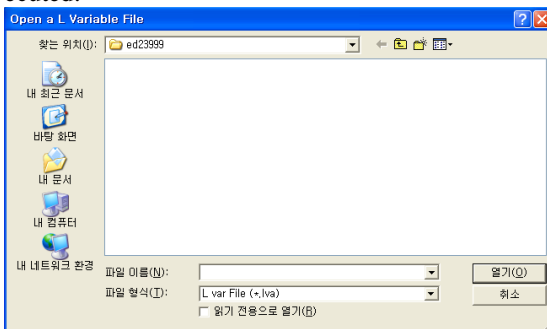 Open a L Variable File
찾는 위치(I): ed23999
내 최근 문서
바탕 화면
내 문서
내 컴퓨터
내 네트워크 환경
파일 이름(N): 열기(O)
파일 형식(T): L var File (*.lva) 취소
읽기 전용으로 열기(R)